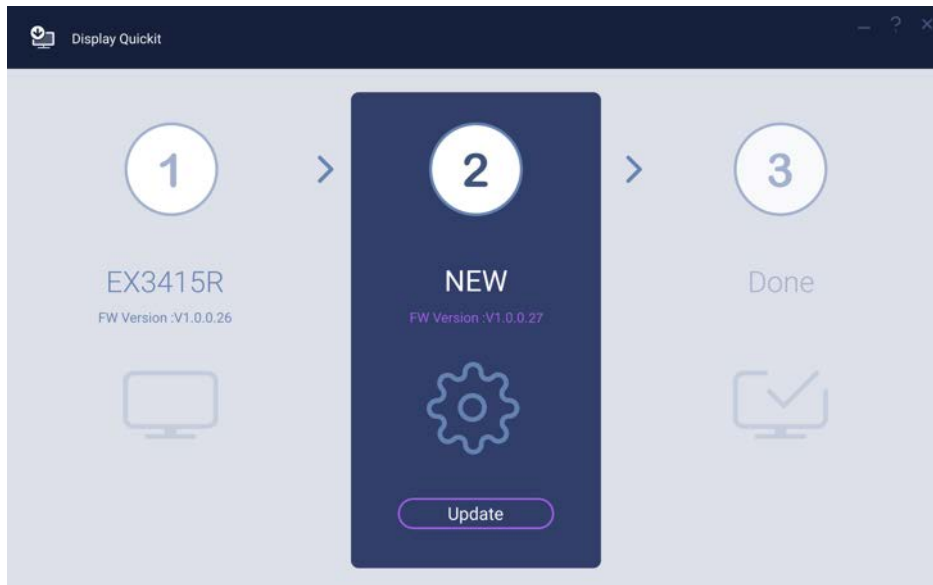 Display Quickit
1
2
3
EX3415R
NEW
Done
FW Version :V1.0.0.26
FW Version :V1.0.0.27
Update